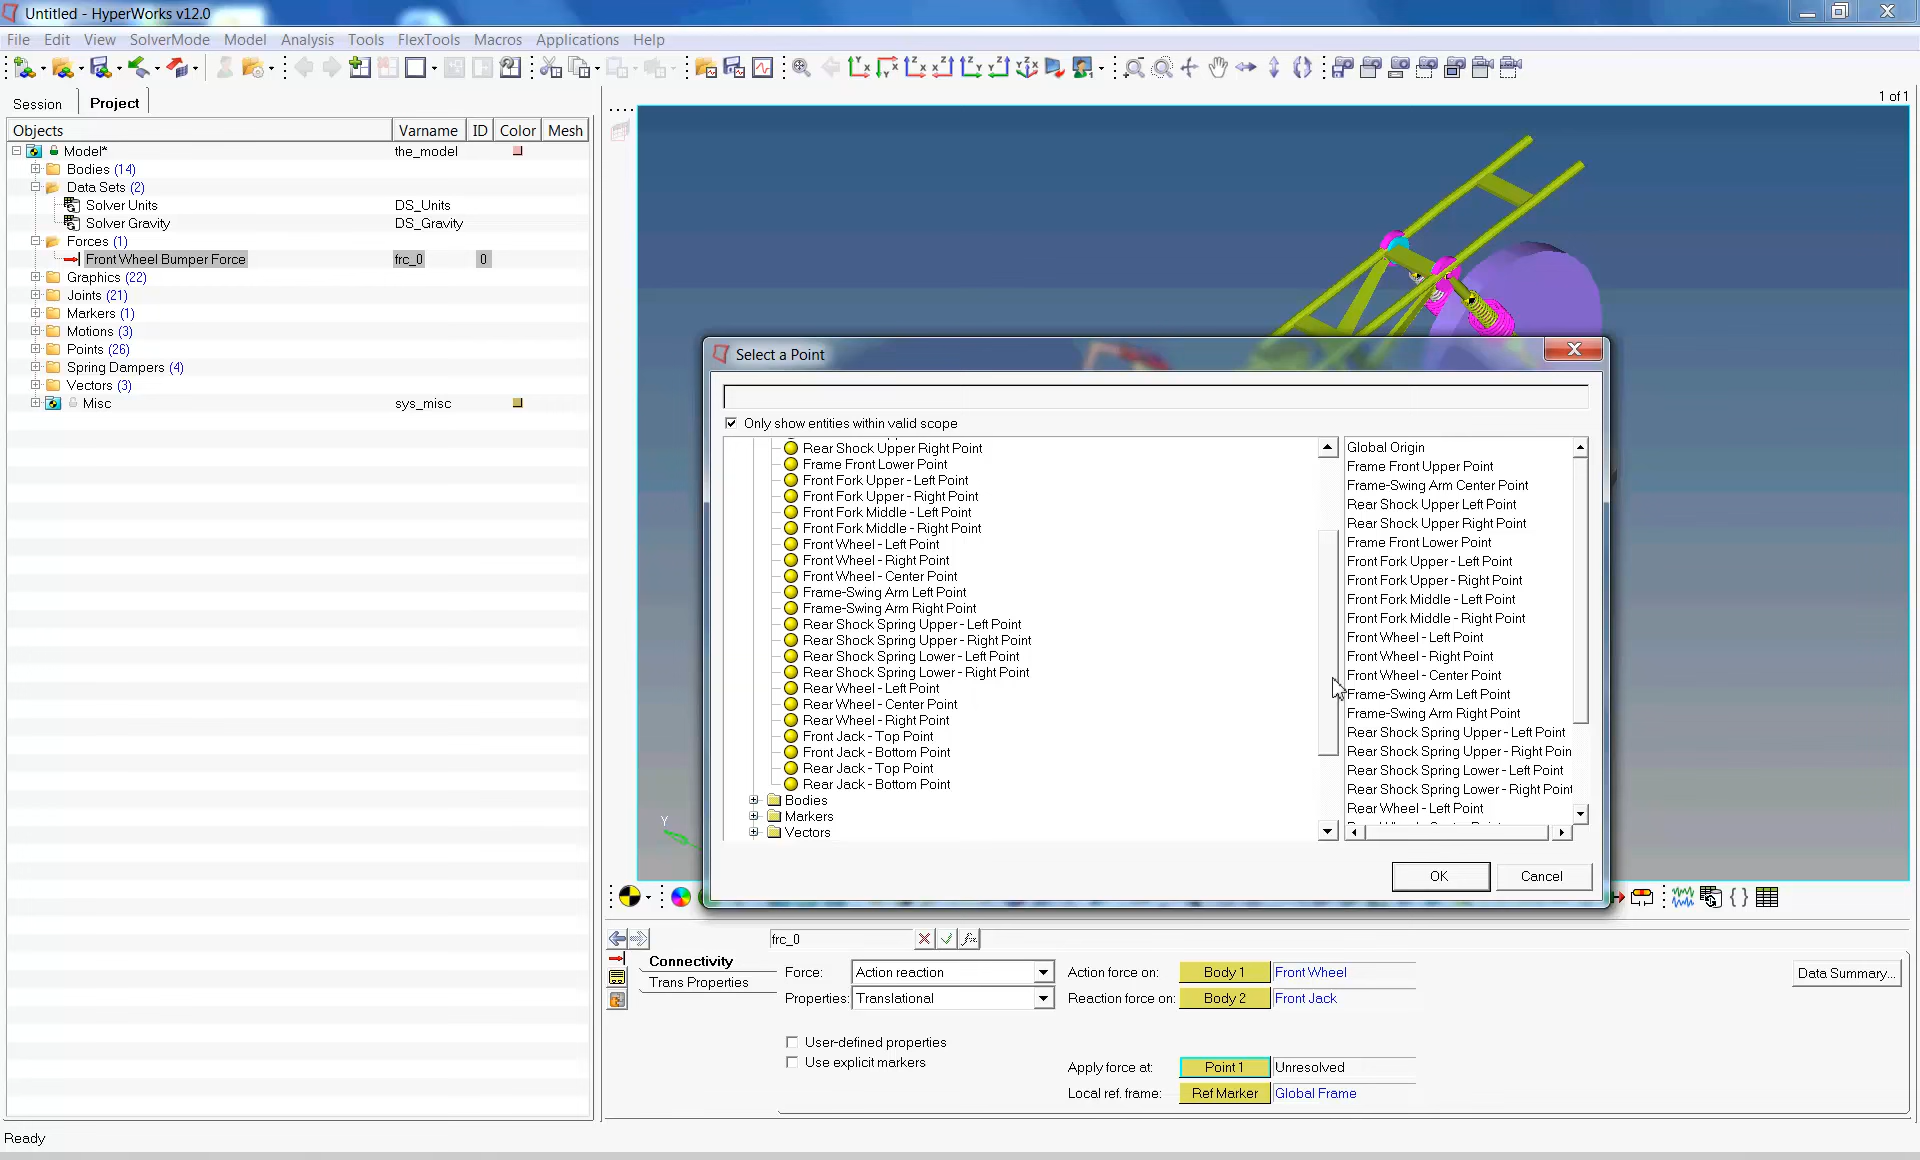 Untitled - HyperWorks v12.0
File Edit View SolverMode Model Analysis Tools FlexTools Macros Applications Help
Session Project
1 of 1
Objects Varname ID Color Mesh
Model* the_model
Bodies (14)
Data Sets (2)
Solver Units DS_Units
Solver Gravity DS_Gravity
Forces (1)
Front Wheel Bumper Force frc_0 0
Graphics (22)
Joints (21)
Markers (1)
Motions (3)
Points (26)
Spring Dampers (4)
Vectors (3)
Misc sys_misc
Select a Point
Only show entities within valid scope
Rear Shock Upper Right Point
Frame Front Lower Point
Front Fork Upper - Left Point
Front Fork Upper - Right Point
Front Fork Middle - Left Point
Front Fork Middle - Right Point
Front Wheel - Left Point
Front Wheel - Right Point
Front Wheel - Center Point
Frame-Swing Arm Left Point
Frame-Swing Arm Right Point
Rear Shock Spring Upper - Left Point
Rear Shock Spring Upper - Right Point
Rear Shock Spring Lower - Left Point
Rear Shock Spring Lower - Right Point
Rear Wheel - Left Point
Rear Wheel - Center Point
Rear Wheel - Right Point
Front Jack - Top Point
Front Jack - Bottom Point
Rear Jack - Top Point
Rear Jack - Bottom Point
Bodies
Markers
Vectors
Global Origin
Frame Front Upper Point
Frame-Swing Arm Center Point
Rear Shock Upper Left Point
Rear Shock Upper Right Point
Frame Front Lower Point
Front Fork Upper - Left Point
Front Fork Upper - Right Point
Front Fork Middle - Left Point
Front Fork Middle - Right Point
Front Wheel - Left Point
Front Wheel - Right Point
Front Wheel - Center Point
Frame-Swing Arm Left Point
Frame-Swing Arm Right Point
Rear Shock Spring Upper - Left Point
Rear Shock Spring Upper - Right Poin
Rear Shock Spring Lower - Left Point
Rear Shock Spring Lower - Right Point
Rear Wheel - Left Point
OK Cancel
Y
frc_0
Connectivity
Trans Properties
Force: Action reaction
Properties: Translational
User-defined properties
Use explicit markers
Action force on: Body 1 Front Wheel
Reaction force on: Body 2 Front Jack
Apply force at: Point 1 Unresolved
Local ref. frame: Ref Marker Global Frame
Data Summary...
Ready